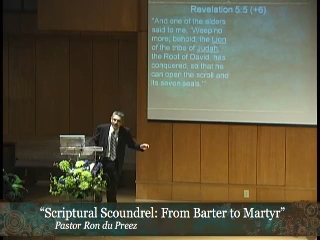 Revelation 5:5 (+6)
"And one of the elders
said to me, "Weep no
more; behold, the Lion
of the tribe of Judah,
the Root of David, has
conquered, so that he
can open the scroll and
its seven seals."'
"Scriptural Scoundrel: From Barter to Martyr"
Pastor Ron du Preez